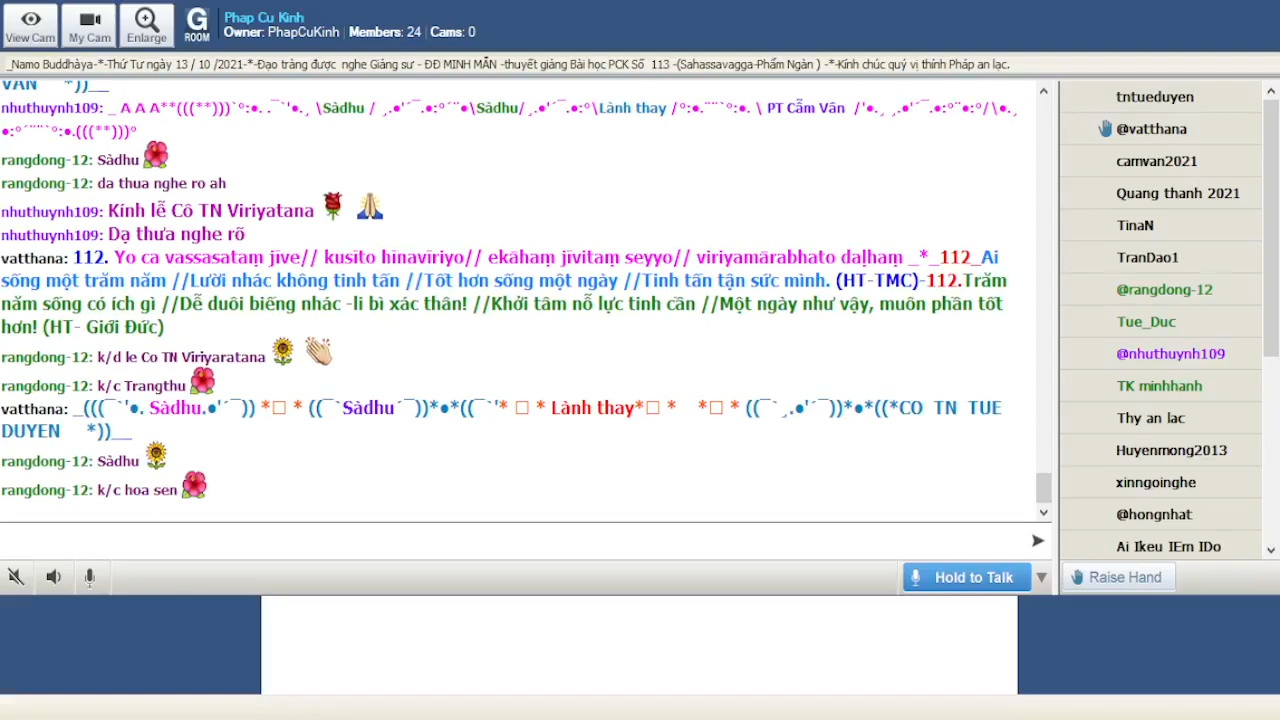 View Cam
My Cam
Enlarge
G ROOM
Phap Cu Kinh
Owner: PhapCuKinh | Members: 24 | Cams: 0
_Namo Buddhàya-*-Thứ Tư ngày 13 / 10 /2021-*-Đạo tràng được nghe Giảng sư - ĐĐ MINH MẪN -thuyết giảng Bài học PCK Số 113 -(Sahassavagga-Phẩm Ngàn ) -*-Kính chúc quý vị thính Pháp an lạc.
VÂN *))__
nhuthuynh109: _ A A A**(((**)))`°:•. .¯`'•.¸ \Sàdhu / ¸.•'´¯.•:°´¨•\Sàdhu/¸.•'´¯.•:°\Lành thay /°:•.¨¨`°:•. \ PT Cẩm Vân /'•.¸ ¸.•'´¯.•:°¨•:°/\•.¸
•:°´¨¨`°:•.(((**)))°
rangdong-12: Sàdhu
rangdong-12: da thua nghe ro ah
nhuthuynh109: Kính lễ Cô TN Viriyatana
nhuthuynh109: Dạ thưa nghe rõ
vatthana: 112. Yo ca vassasataṃ jīve// kusīto hīnavīriyo// ekāhaṃ jīvitaṃ seyyo// viriyamārabhato daḷhaṃ _*_112_Ai
sống một trăm năm //Lười nhác không tinh tấn //Tốt hơn sống một ngày //Tinh tấn tận sức mình. (HT-TMC)-112.Trăm
năm sống có ích gì //Dễ duôi biếng nhác -li bì xác thân! //Khởi tâm nỗ lực tinh cần //Một ngày như vậy, muôn phần tốt
hơn! (HT- Giới Đức)
rangdong-12: k/d le Co TN Viriyaratana
rangdong-12: k/c Trangthu
vatthana: _(((¯`'•. Sàdhu.•'´¯)) *□ * ((¯`Sàdhu´¯))*•*((¯`'* □ * Lành thay*□ * *□ * ((¯`¸.•'´¯))*•*((*CO TN TUE
DUYEN *))__
rangdong-12: Sàdhu
rangdong-12: k/c hoa sen
Hold to Talk
tntueduyen
@vatthana
camvan2021
Quang thanh 2021
TinaN
TranDao1
@rangdong-12
Tue_Duc
@nhuthuynh109
TK minhhanh
Thy an lac
Huyenmong2013
xinngoinghe
@hongnhat
Ai lkeu IEm IDo
Raise Hand